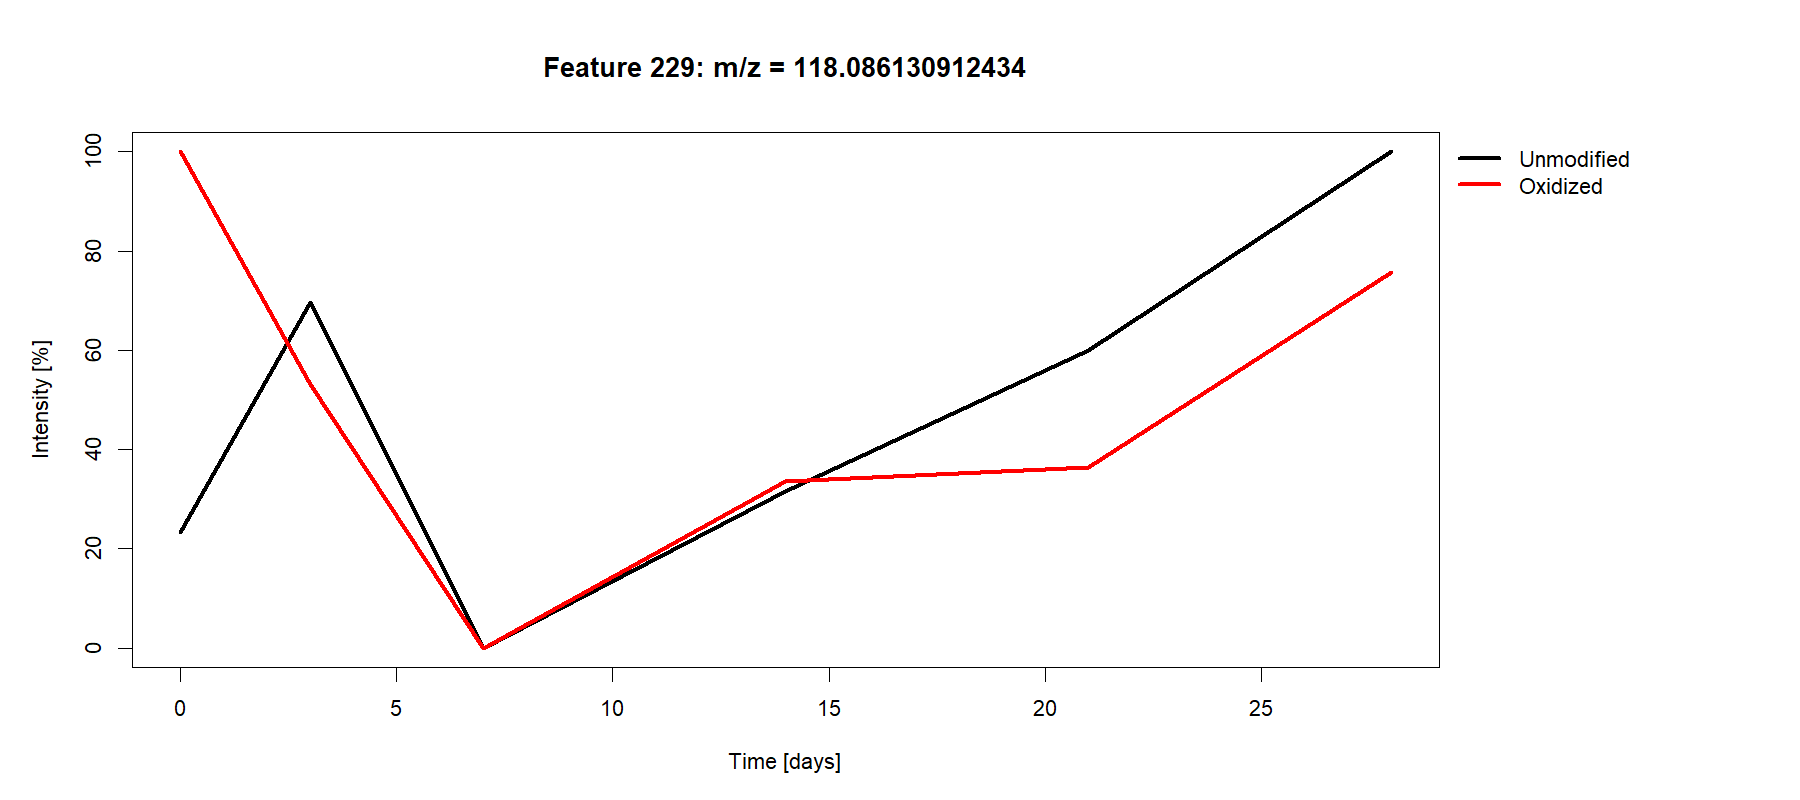 Feature 229: m/z = 118.086130912434
Unmodified
Oxidized
Intensity [%]
100
80
60
40
20
0
0 5 10 15 20 25
Time [days]